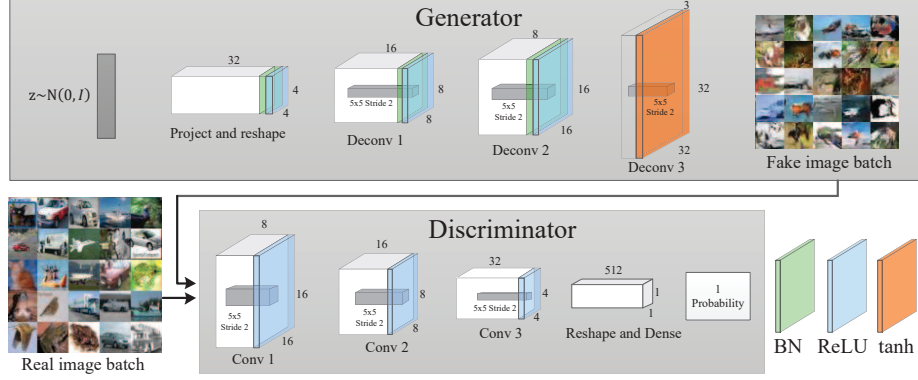 Generator
z~N(0,I)
32
4
4
Project and reshape
16
5x5 Stride 2
8
8
Deconv 1
8
5x5 Stride 2
16
16
Deconv 2
3
5x5
Stride 2
32
32
Deconv 3
Fake image batch
Real image batch
Discriminator
8
5x5
Stride 2
16
16
Conv 1
16
5x5
Stride 2
8
8
Conv 2
32
5x5 Stride 2
4
4
Conv 3
512
1
1
Reshape and Dense
1
Probability
BN
ReLU
tanh